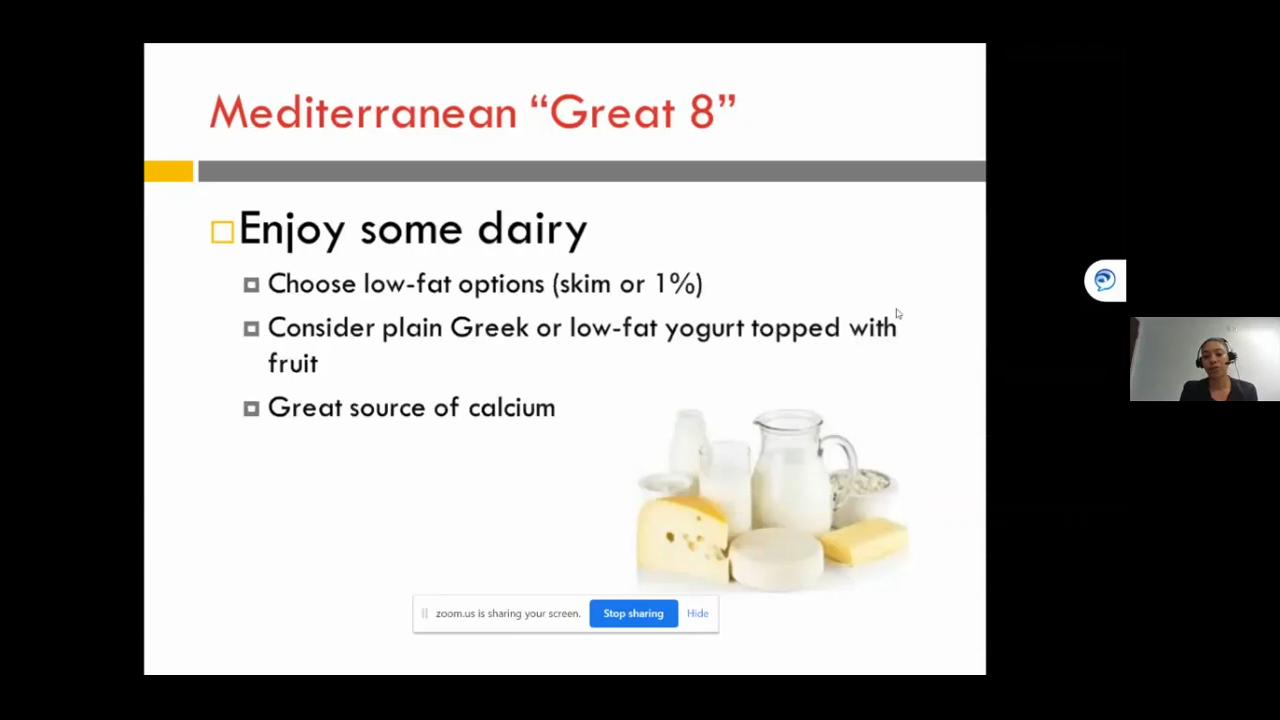 Mediterranean “Great 8”
Enjoy some dairy
Choose low-fat options (skim or 1%)
Consider plain Greek or low-fat yogurt topped with
fruit
Great source of calcium
zoom.us is sharing your screen. Stop sharing Hide